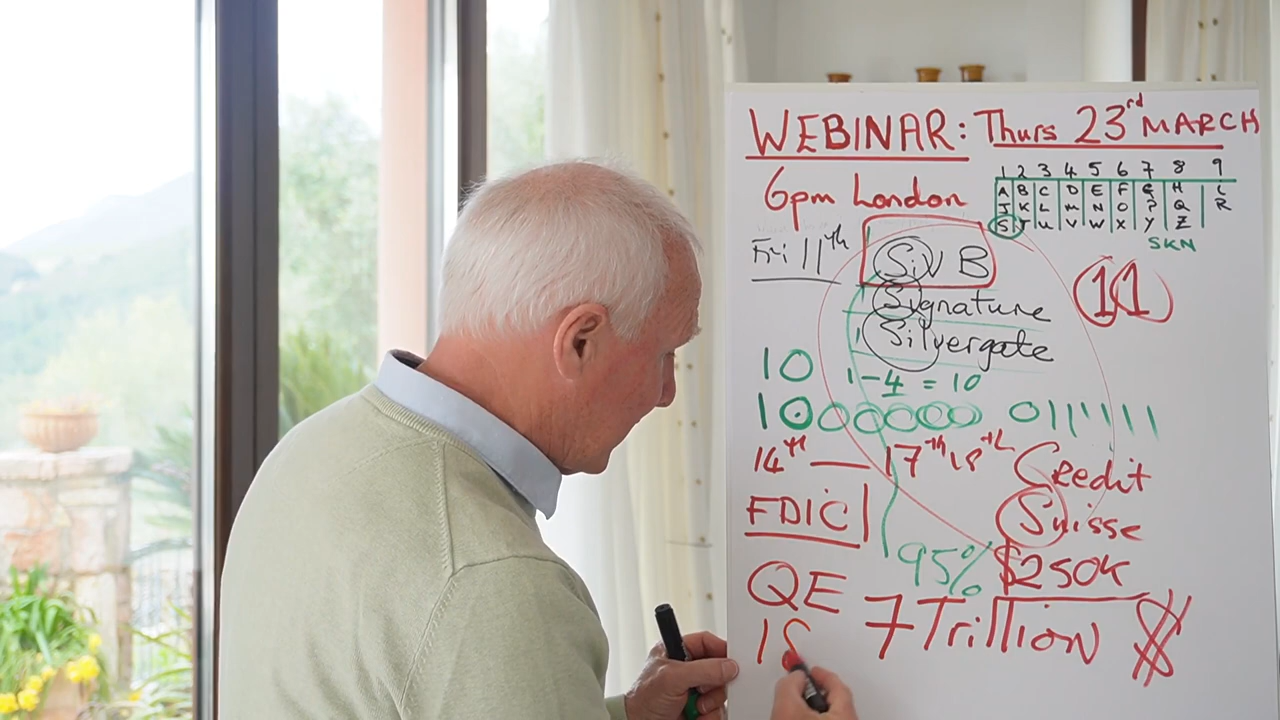 WEBINAR: Thurs 23rd MARCH
1 2 3 4 5 6 7 8 9
A B C D E F G H
J K L M N O P Q R
S T U V W X Y Z
SKN
6pm London
Fri 11th
SiVB
11
Signature
Silvergate
10
1-4 = 10
10000000 0111111
14th — 17th 18th Credit
Suisse
FDIC
95% $250K
QE 7 Trillion $